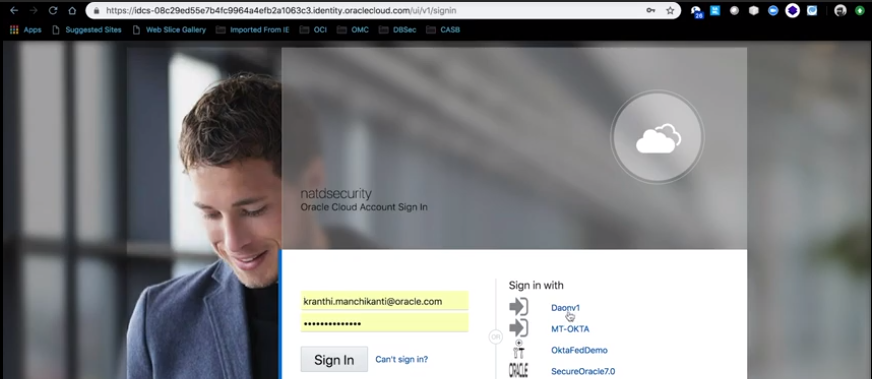 https://idcs-08c29ed55e7b4fc9964a4efb2a1063c3.identity.oraclecloud.com/ui/v1/signin
26
Apps Suggested Sites Web Slice Gallery Imported From IE OCI OMC DBSec CASB
natdsecurity
Oracle Cloud Account Sign In
Sign in with
kranthi.manchikanti@oracle.com
Daonv1
MT-OKTA
OR
Sign In
Can't sign in?
OktaFedDemo
ORACLE
SecureOracle7.0